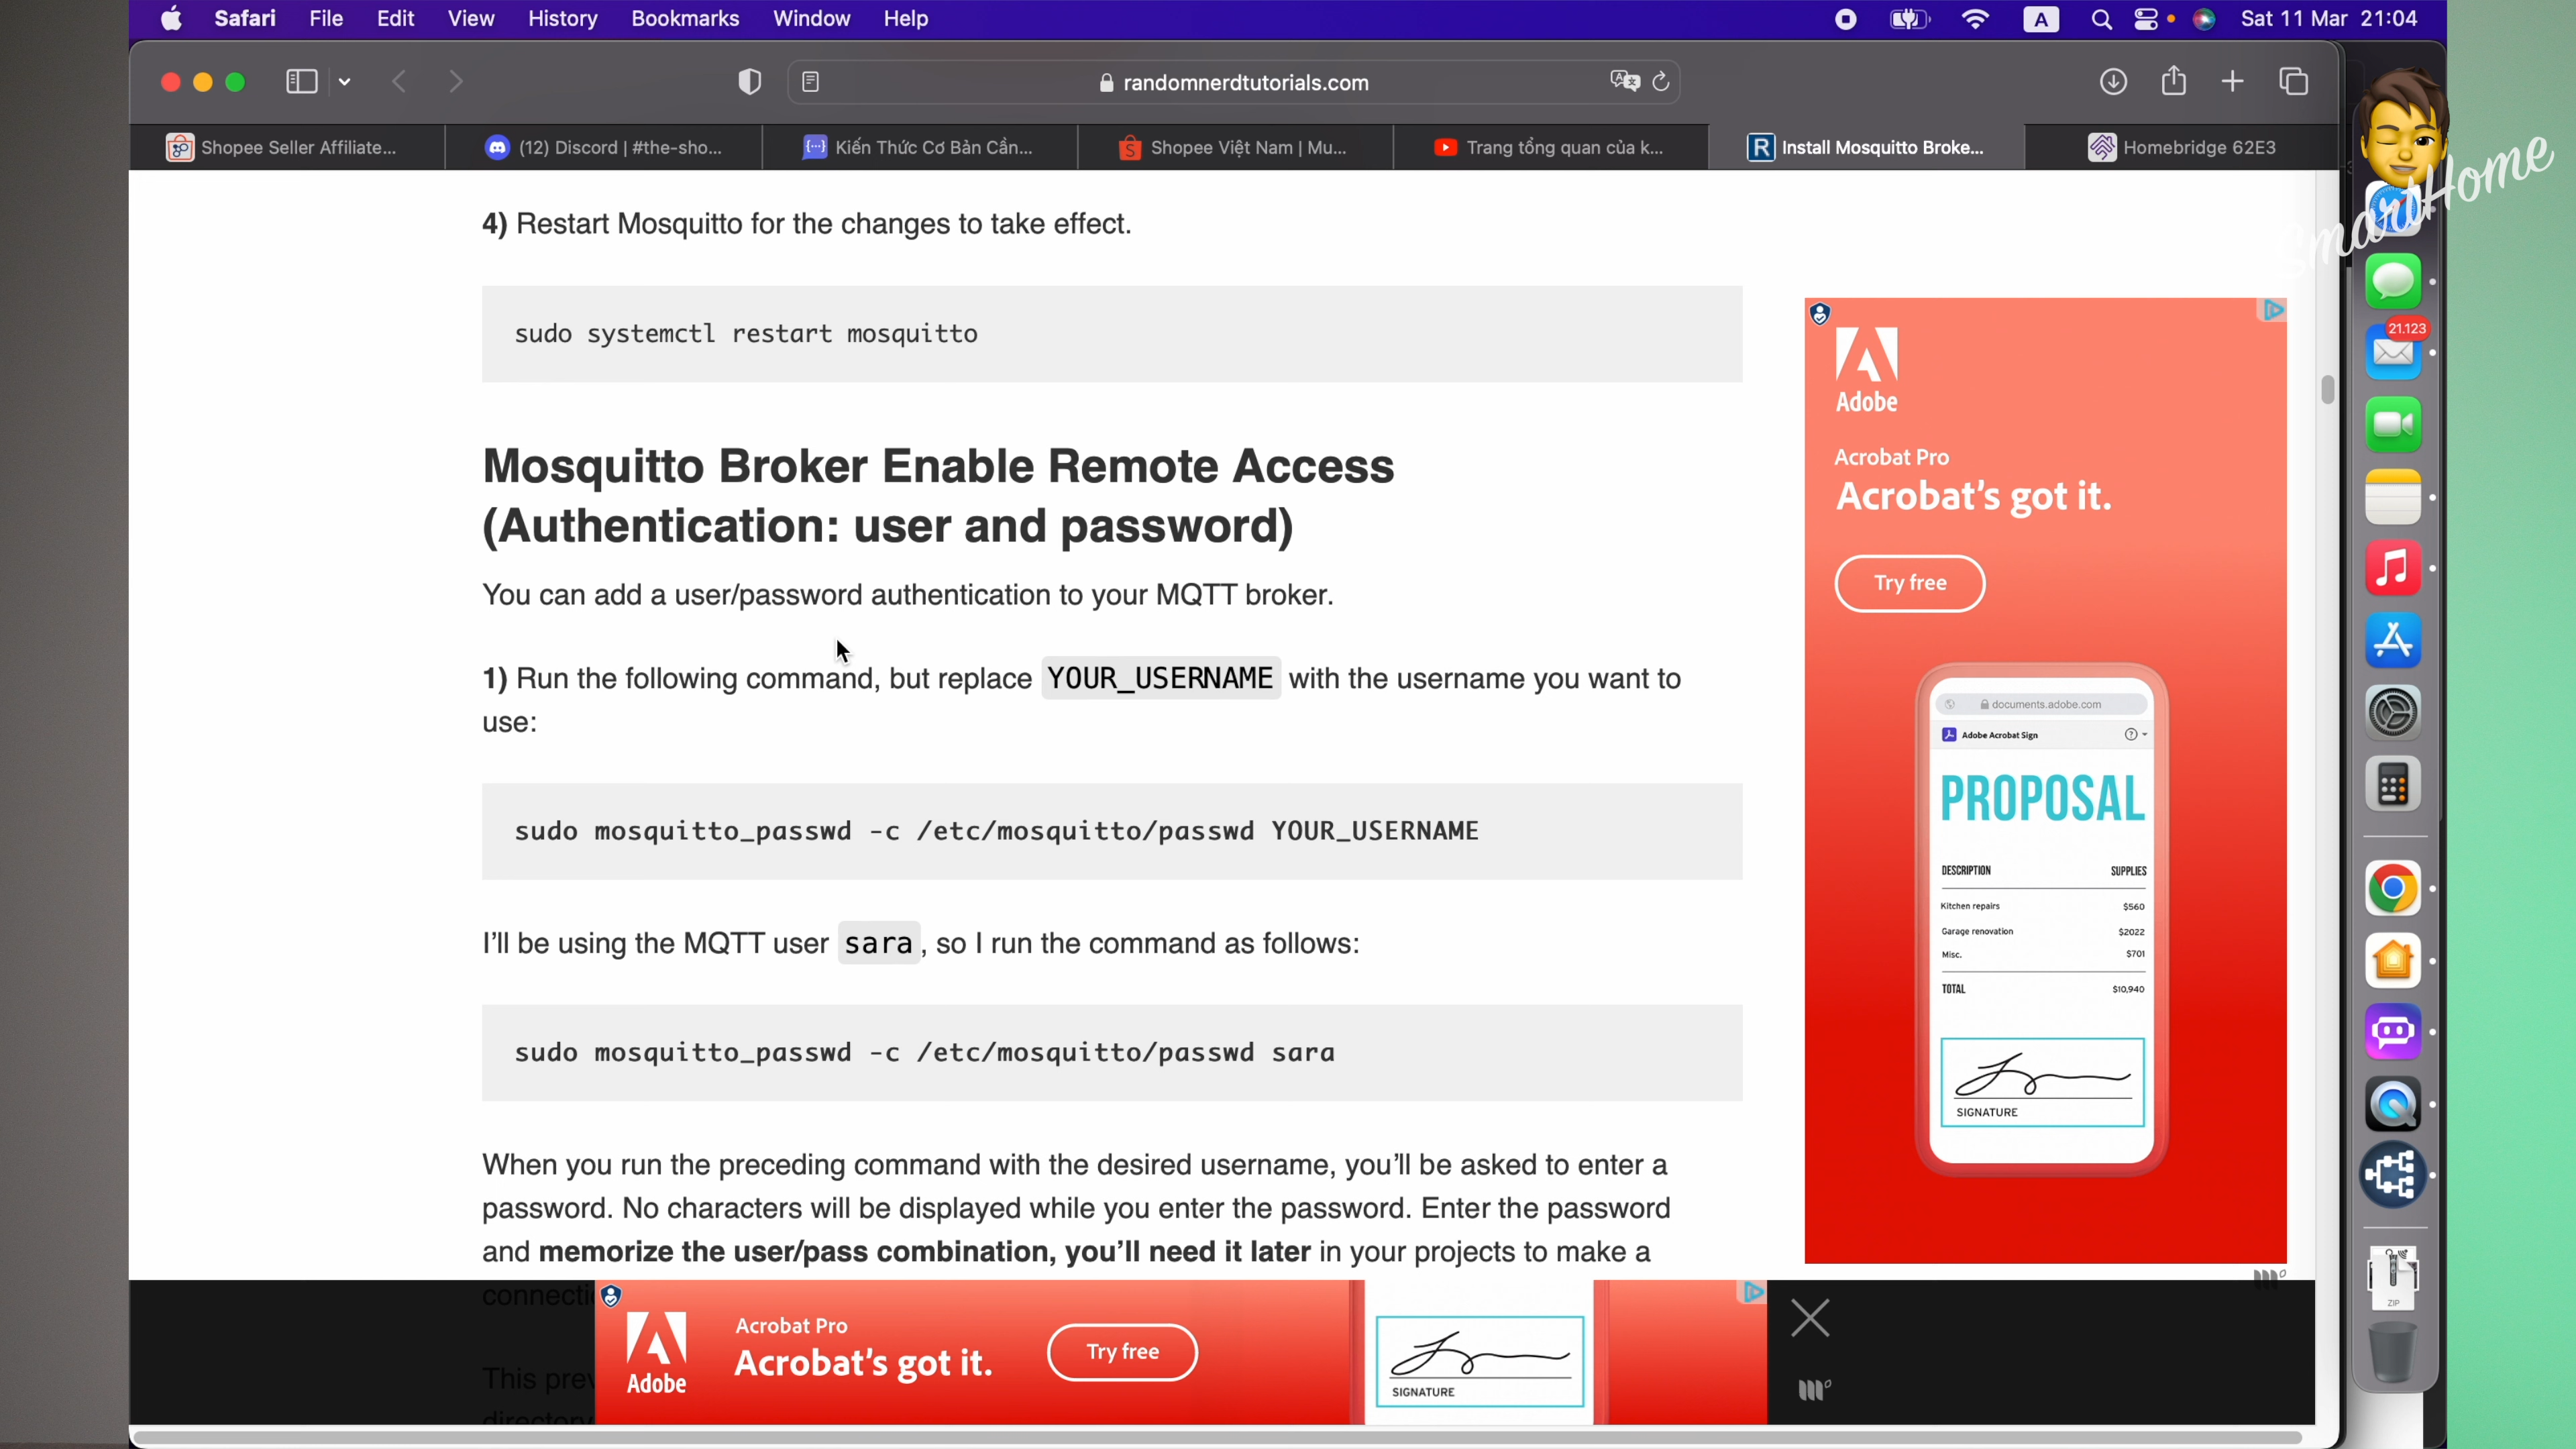 Safari File Edit View History Bookmarks Window Help
A
Sat 11 Mar 21:04
randomnerdtutorials.com
Shopee Seller Affiliate...
(12) Discord | #the-sho...
Kiến Thức Cơ Bản Cần...
Shopee Việt Nam | Mu...
Trang tổng quan của k...
Install Mosquitto Broke...
Homebridge 62E3
SmartHome
4) Restart Mosquitto for the changes to take effect.
sudo systemctl restart mosquitto
Mosquitto Broker Enable Remote Access
(Authentication: user and password)
You can add a user/password authentication to your MQTT broker.
1) Run the following command, but replace YOUR_USERNAME with the username you want to
use:
sudo mosquitto_passwd -c /etc/mosquitto/passwd YOUR_USERNAME
I'll be using the MQTT user sara, so I run the command as follows:
sudo mosquitto_passwd -c /etc/mosquitto/passwd sara
When you run the preceding command with the desired username, you'll be asked to enter a
password. No characters will be displayed while you enter the password. Enter the password
and memorize the user/pass combination, you'll need it later in your projects to make a
Adobe
Acrobat Pro
Acrobat's got it.
Try free
documents.adobe.com
Adobe Acrobat Sign
PROPOSAL
DESCRIPTION SUPPLIES
Kitchen repairs $560
Garage renovation $2022
Misc. $701
TOTAL $10,940
SIGNATURE
21.123
ZIP
Adobe
Acrobat Pro
Acrobat's got it.
Try free
SIGNATURE